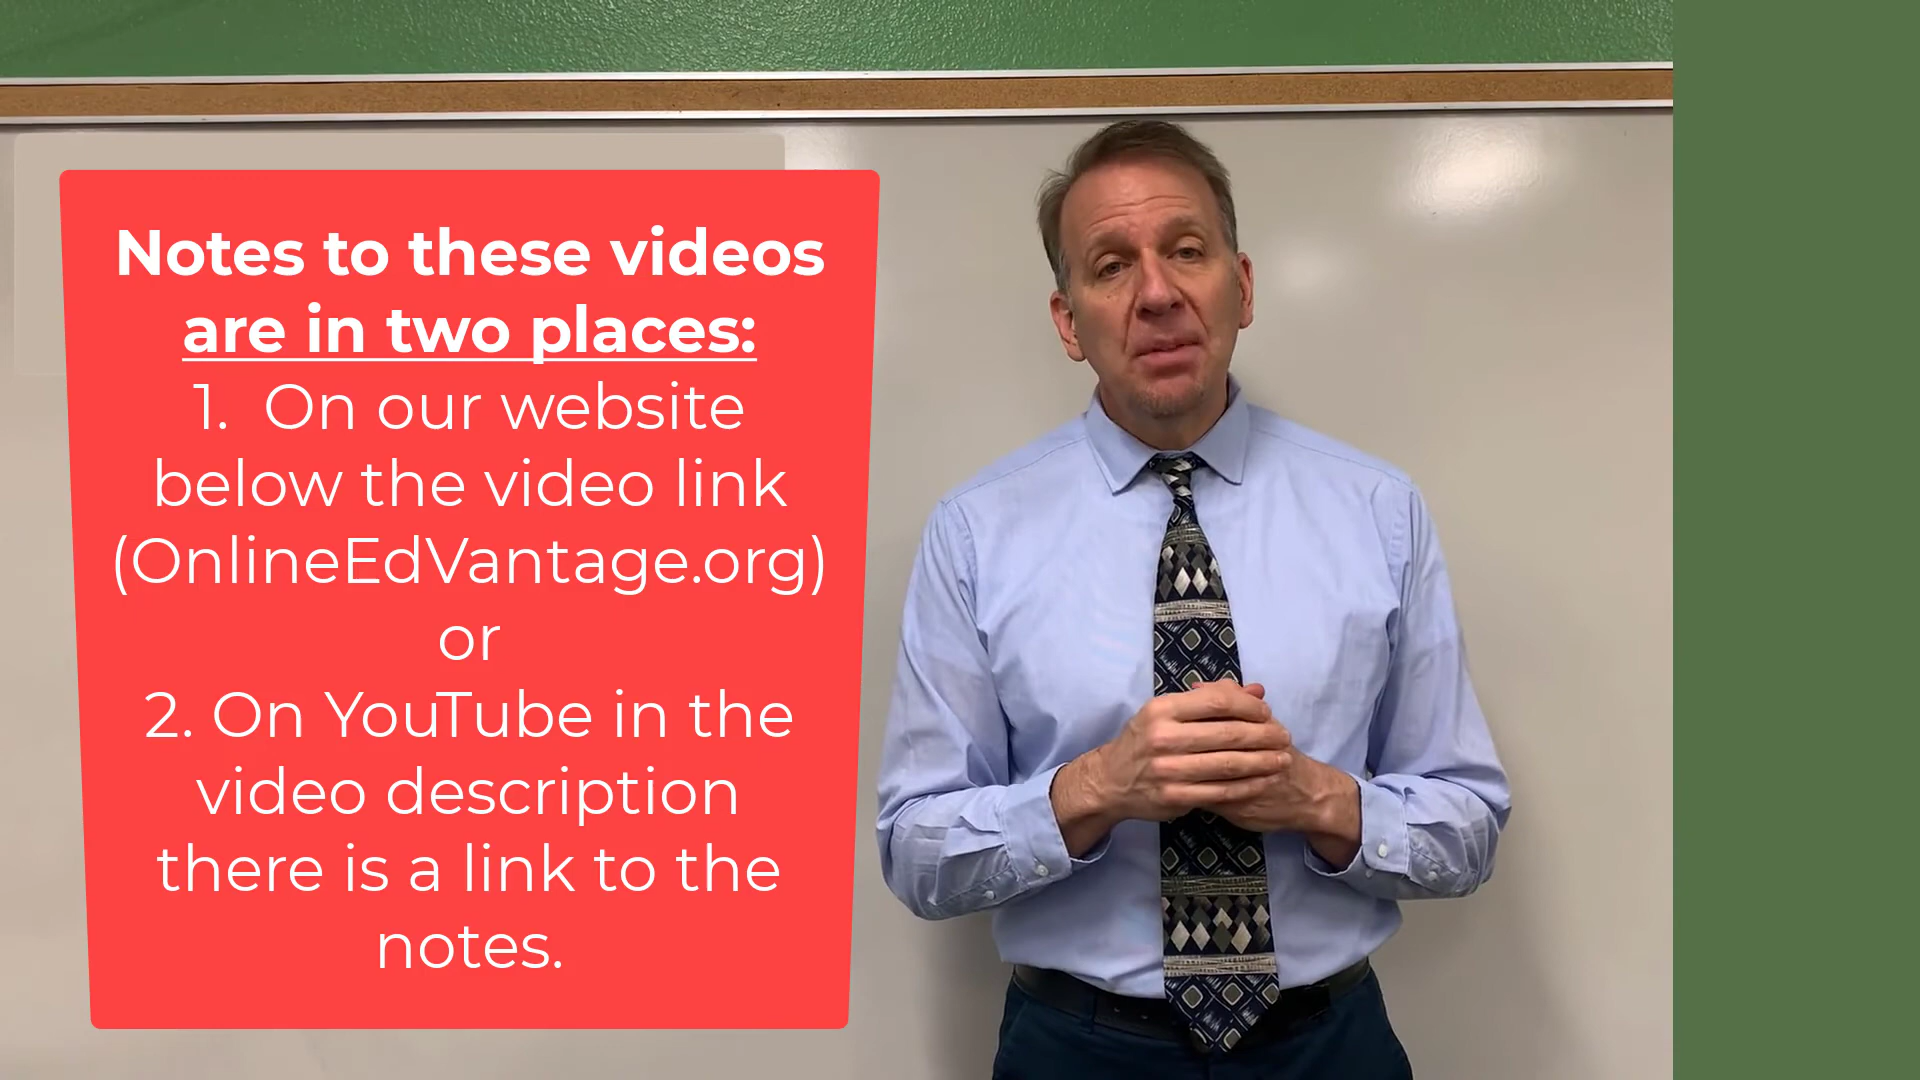 Notes to these videos
are in two places:
1. On our website
below the video link
(OnlineEdVantage.org)
or
2. On YouTube in the
video description
there is a link to the
notes.